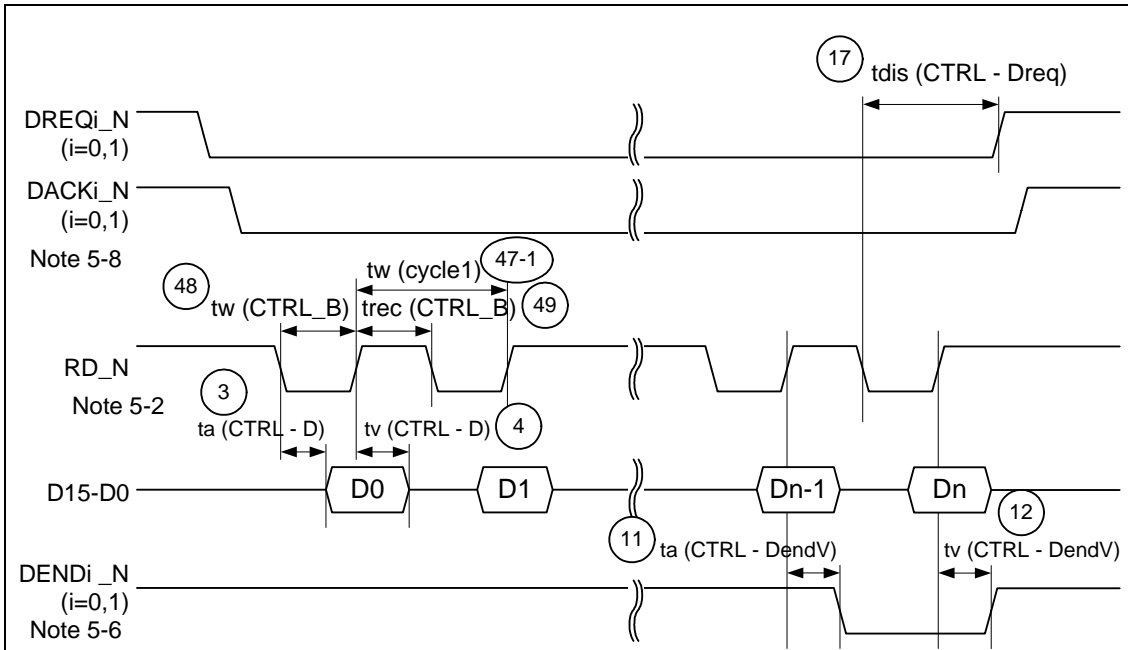 17
tdis (CTRL - Dreq)
DREQi_N
(i=0,1)
DACKi_N
(i=0,1)
Note 5-8
47-1
tw (cycle1)
48
tw (CTRL_B)
trec (CTRL_B)
49
RD_N
Note 5-2
3
ta (CTRL - D)
tv (CTRL - D)
4
D15-D0
D0
D1
Dn-1
Dn
11
ta (CTRL - DendV)
12
tv (CTRL - DendV)
DENDi _N
(i=0,1)
Note 5-6